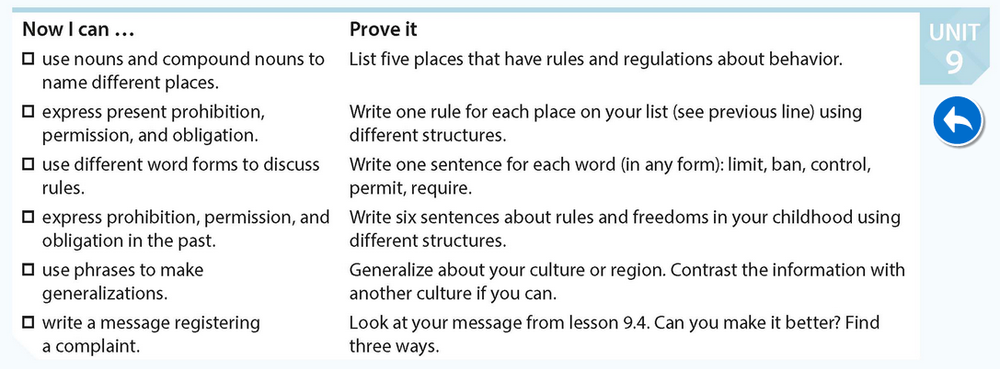 Now I can …
Prove it
UNIT
9
☐ use nouns and compound nouns to
name different places.
List five places that have rules and regulations about behavior.
☐ express present prohibition,
permission, and obligation.
Write one rule for each place on your list (see previous line) using
different structures.
☐ use different word forms to discuss
rules.
Write one sentence for each word (in any form): limit, ban, control,
permit, require.
☐ express prohibition, permission, and
obligation in the past.
Write six sentences about rules and freedoms in your childhood using
different structures.
☐ use phrases to make
generalizations.
Generalize about your culture or region. Contrast the information with
another culture if you can.
☐ write a message registering
a complaint.
Look at your message from lesson 9.4. Can you make it better? Find
three ways.